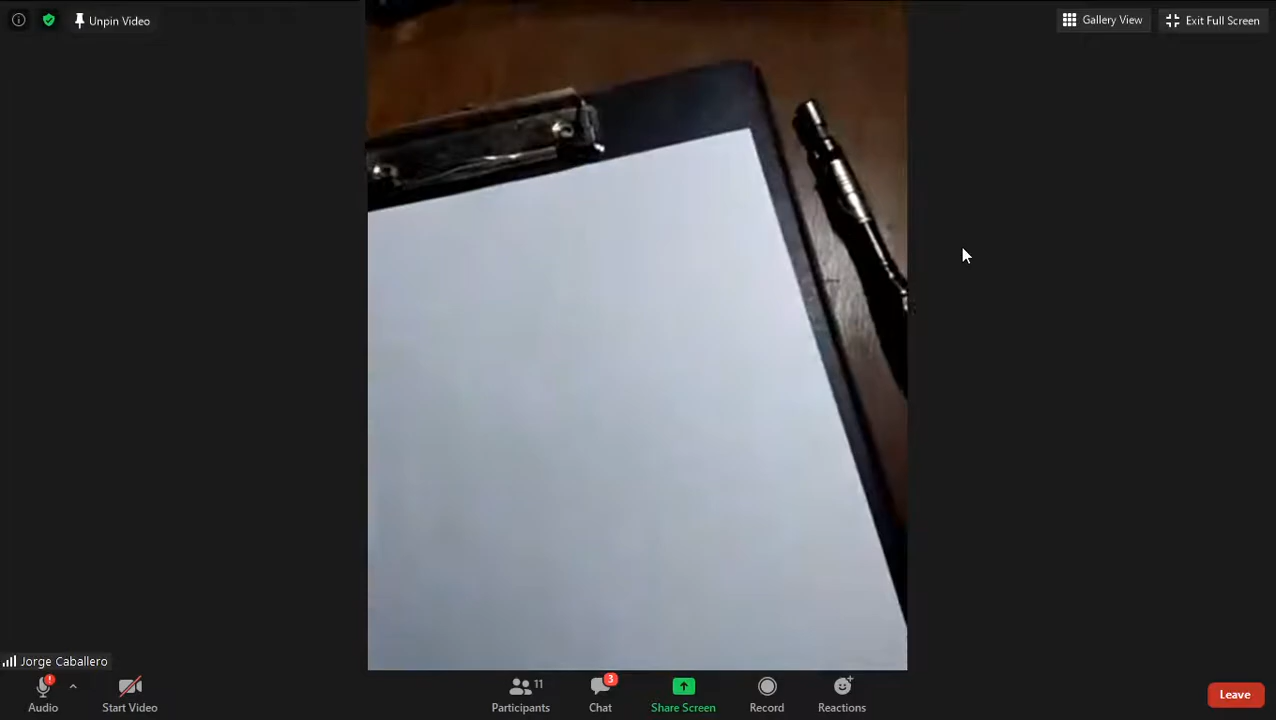 Unpin Video
Gallery View
Exit Full Screen
Jorge Caballero
Audio
Start Video
Participants
11
Chat
3
Share Screen
Record
Reactions
Leave